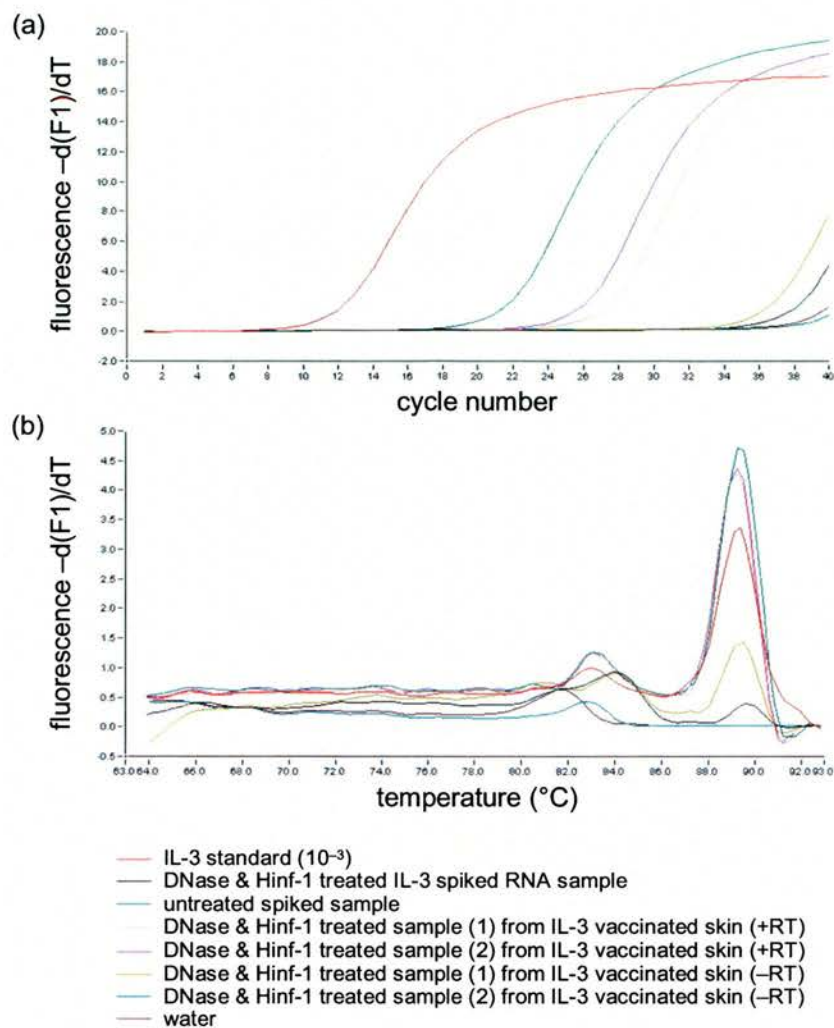 (a)
fluorescence –d(F1)/dT
20.0
18.0
16.0
14.0
12.0
10.0
8.0
6.0
4.0
2.0
0.0
-2.0
0 2 4 6 8 10 12 14 16 18 20 22 24 26 28 30 32 34 36 38 40
cycle number
(b)
fluorescence –d(F1)/dT
5.0
4.5
4.0
3.5
3.0
2.5
2.0
1.5
1.0
0.5
0.0
-0.5
63.0 64.0 66.0 68.0 70.0 72.0 74.0 76.0 78.0 80.0 82.0 84.0 86.0 88.0 90.0 92.0 93.0
temperature (°C)
IL-3 standard (10⁻³)
DNase & Hinf-1 treated IL-3 spiked RNA sample
untreated spiked sample
DNase & Hinf-1 treated sample (1) from IL-3 vaccinated skin (+RT)
DNase & Hinf-1 treated sample (2) from IL-3 vaccinated skin (+RT)
DNase & Hinf-1 treated sample (1) from IL-3 vaccinated skin (–RT)
DNase & Hinf-1 treated sample (2) from IL-3 vaccinated skin (–RT)
water